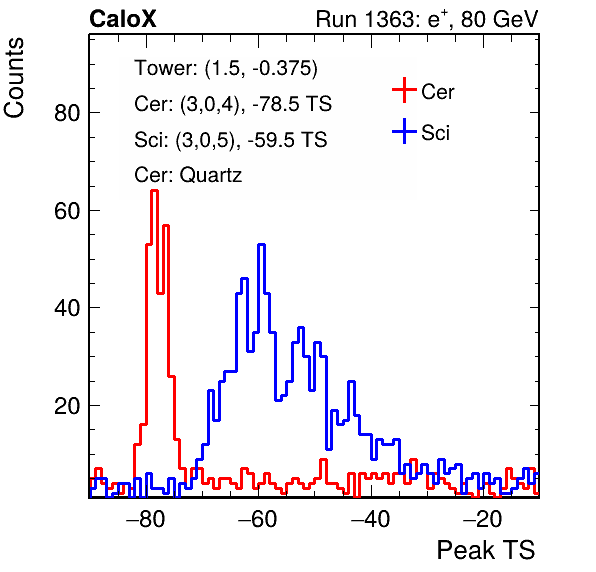 CaloX Run 1363: e⁺, 80 GeV
Counts
Tower: (1.5, -0.375)
Cer: (3,0,4), -78.5 TS
Sci: (3,0,5), -59.5 TS
Cer: Quartz
Cer
Sci
80
60
40
20
−80 −60 −40 −20
Peak TS